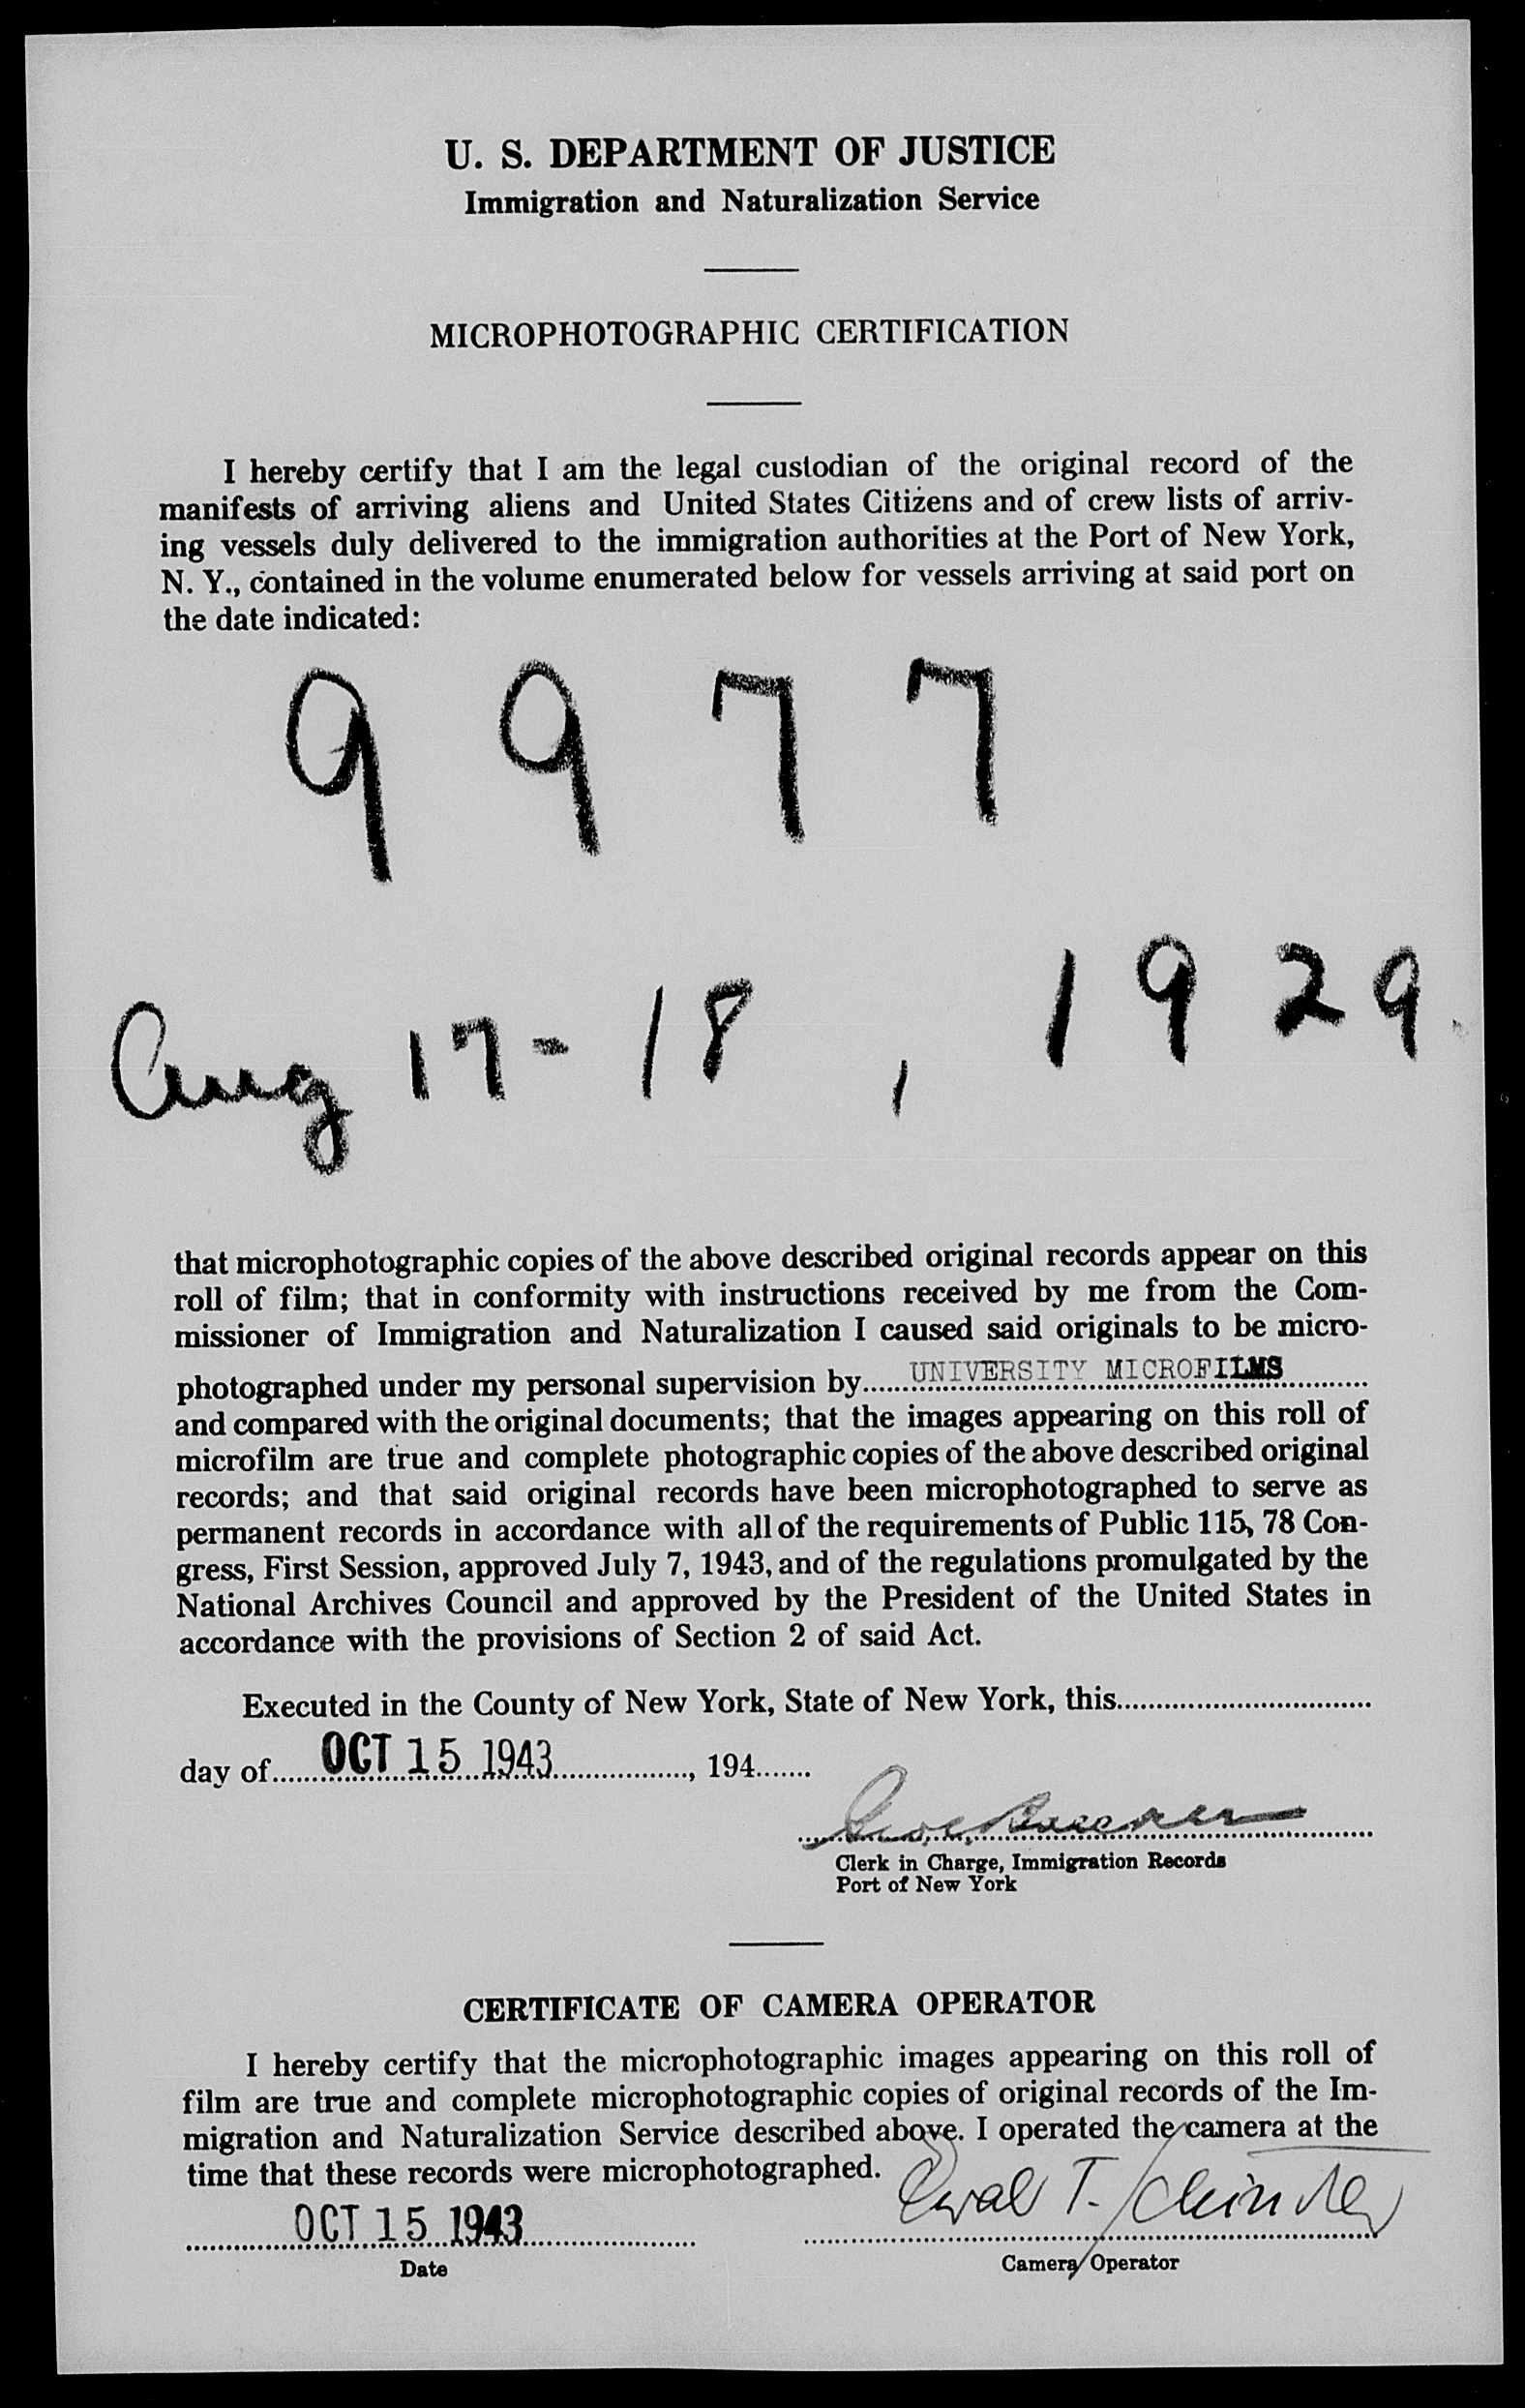 U. S. DEPARTMENT OF JUSTICE
Immigration and Naturalization Service
MICROPHOTOGRAPHIC CERTIFICATION
I hereby certify that I am the legal custodian of the original record of the
manifests of arriving aliens and United States Citizens and of crew lists of arriv-
ing vessels duly delivered to the immigration authorities at the Port of New York,
N. Y., contained in the volume enumerated below for vessels arriving at said port on
the date indicated:
9977
Aug 17-18, 1929
that microphotographic copies of the above described original records appear on this
roll of film; that in conformity with instructions received by me from the Com-
missioner of Immigration and Naturalization I caused said originals to be micro-
photographed under my personal supervision by UNIVERSITY MICROFILMS
and compared with the original documents; that the images appearing on this roll of
microfilm are true and complete photographic copies of the above described original
records; and that said original records have been microphotographed to serve as
permanent records in accordance with all of the requirements of Public 115, 78 Con-
gress, First Session, approved July 7, 1943, and of the regulations promulgated by the
National Archives Council and approved by the President of the United States in
accordance with the provisions of Section 2 of said Act.
Executed in the County of New York, State of New York, this
day of OCT 15 1943, 194
Clerk in Charge, Immigration Records
Port of New York
CERTIFICATE OF CAMERA OPERATOR
I hereby certify that the microphotographic images appearing on this roll of
film are true and complete microphotographic copies of original records of the Im-
migration and Naturalization Service described above. I operated the camera at the
time that these records were microphotographed.
T.
OCT 15 1943
Date
Camera Operator